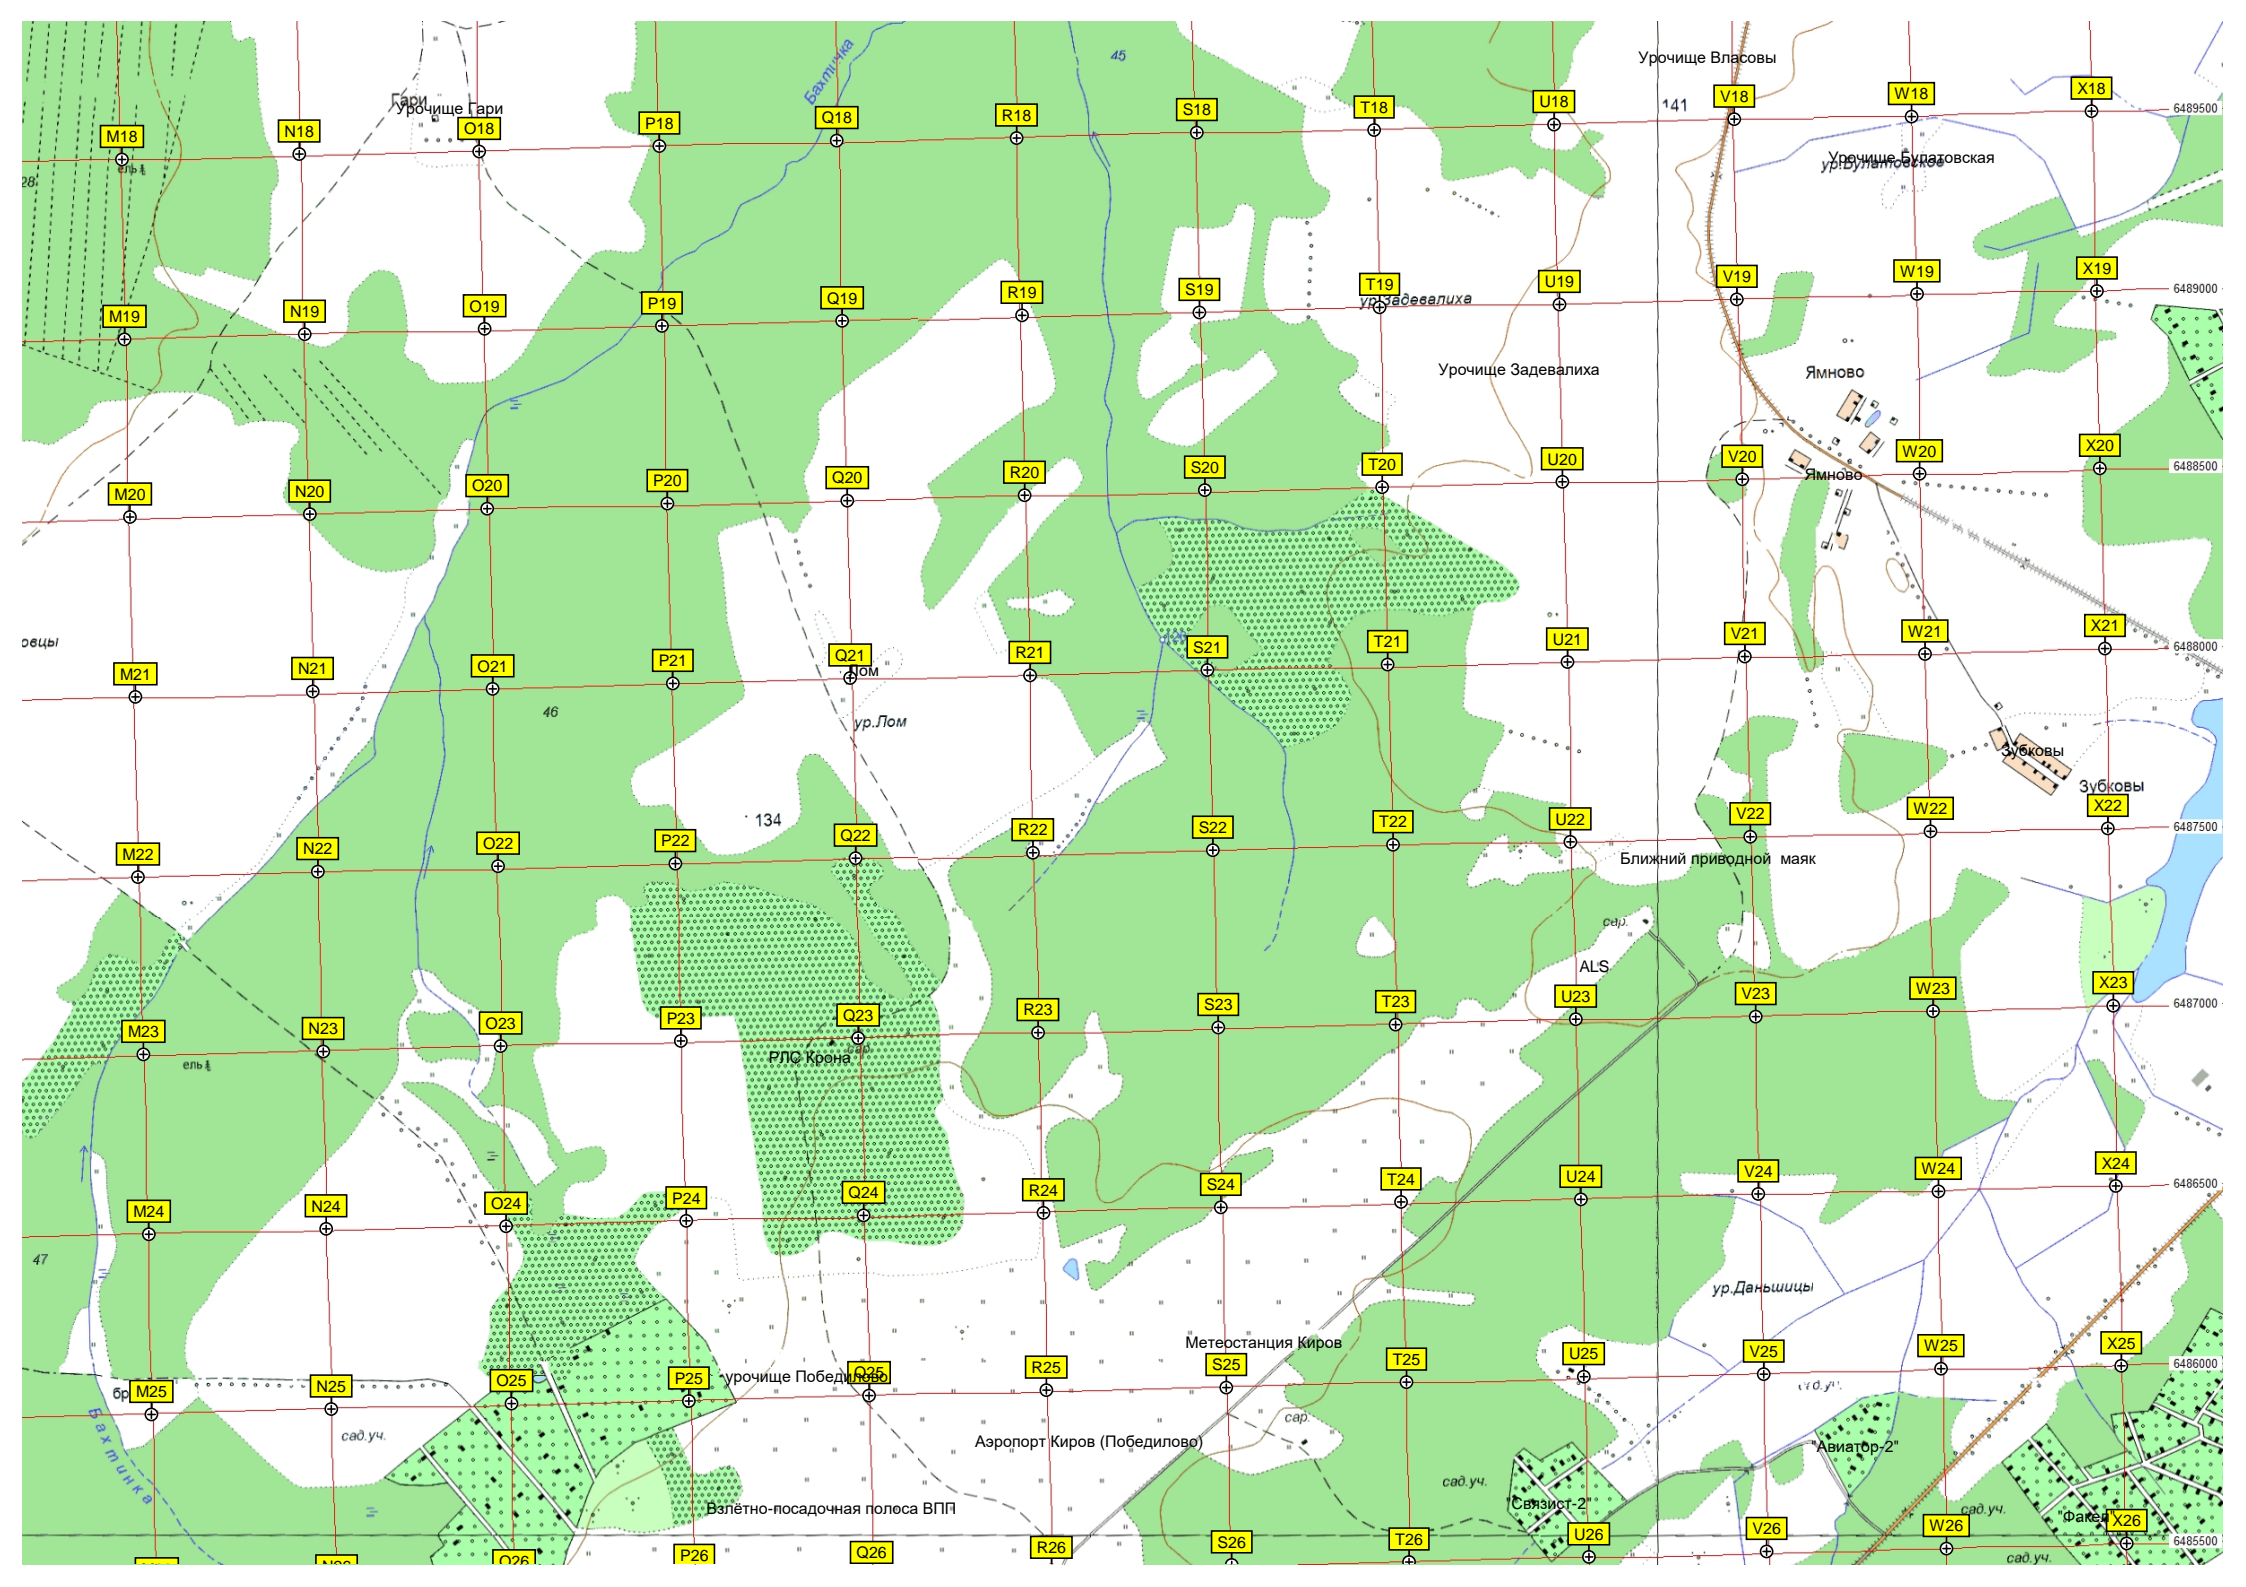 Бахтичка
45
Урочище Власовы
Гари
Урочище Гари
141
M18
N18
O18
P18
Q18
R18
S18
T18
U18
V18
W18
X18
6489500
ель
28
Урочище Булатовская
ур.Булатовское
M19
N19
O19
P19
Q19
R19
S19
T19
U19
V19
W19
X19
6489000
ур.Задевалиха
Урочище Задевалиха
Ямново
M20
N20
O20
P20
Q20
R20
S20
T20
U20
V20
W20
X20
6488500
Ямново
овцы
M21
N21
O21
P21
Q21
R21
S21
T21
U21
V21
W21
X21
6488000
Лом
46
ур.Лом
Зубковы
Зубковы
134
M22
N22
O22
P22
Q22
R22
S22
T22
U22
V22
W22
X22
6487500
Ближний приводной маяк
сар.
ALS
M23
N23
O23
P23
Q23
R23
S23
T23
U23
V23
W23
X23
6487000
сар.
РЛС Крона
ель
M24
N24
O24
P24
Q24
R24
S24
T24
U24
V24
W24
X24
6486500
47
ур.Даньшицы
Метеостанция Киров
M25
N25
O25
P25
Q25
R25
S25
T25
U25
V25
W25
X25
6486000
урочище Победилово
бр
Бахтинка
сад.уч.
сар.
Аэропорт Киров (Победилово)
"Авиатор-2"
сад.уч.
"Связист-2"
Взлётно-посадочная полоса ВПП
сад.уч.
"Факел"
O26
P26
Q26
R26
S26
T26
U26
V26
W26
X26
6485500
сад.уч.